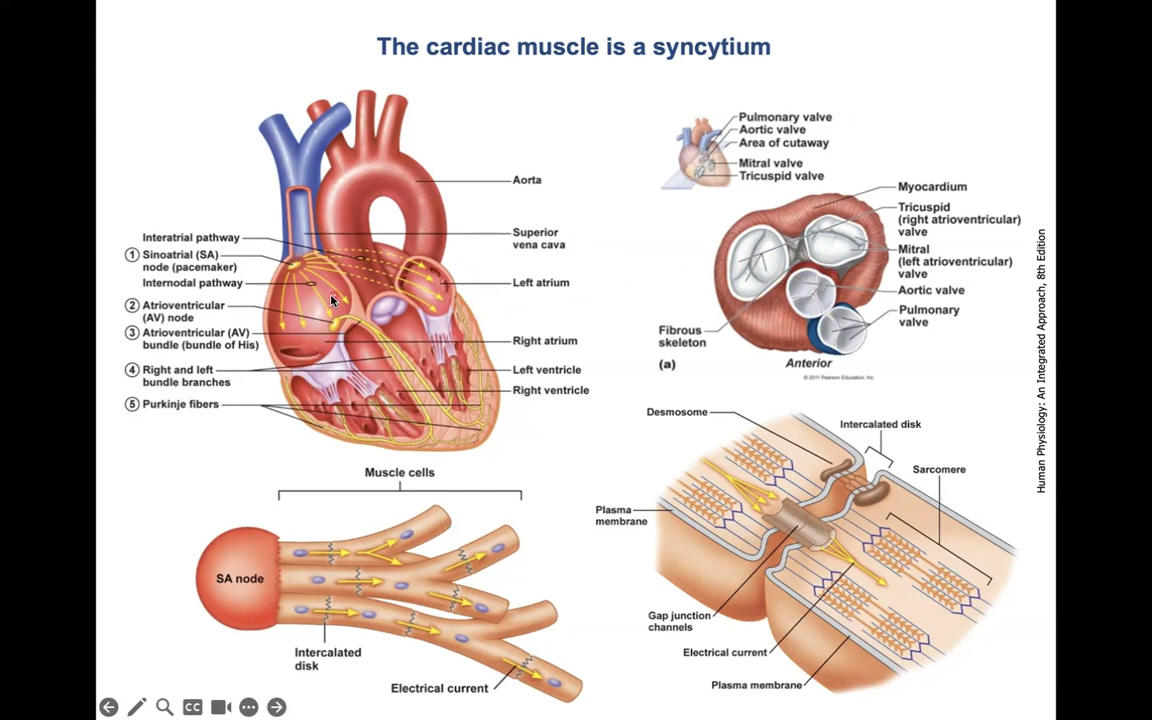 The cardiac muscle is a syncytium
Aorta
Superior
vena cava
Left atrium
Right atrium
Left ventricle
Right ventricle
Interatrial pathway
1 Sinoatrial (SA)
node (pacemaker)
Internodal pathway
2 Atrioventricular
(AV) node
3 Atrioventricular (AV)
bundle (bundle of His)
4 Right and left
bundle branches
5 Purkinje fibers
Pulmonary valve
Aortic valve
Area of cutaway
Mitral valve
Tricuspid valve
Myocardium
Tricuspid
(right atrioventricular)
valve
Mitral
(left atrioventricular)
valve
Aortic valve
Pulmonary
valve
Fibrous
skeleton
(a)
Anterior
© 2011 Pearson Education, Inc.
Human Physiology: An Integrated Approach, 8th Edition
Muscle cells
SA node
Intercalated
disk
Electrical current
Desmosome
Intercalated disk
Sarcomere
Plasma
membrane
Gap junction
channels
Electrical current
Plasma membrane
CC